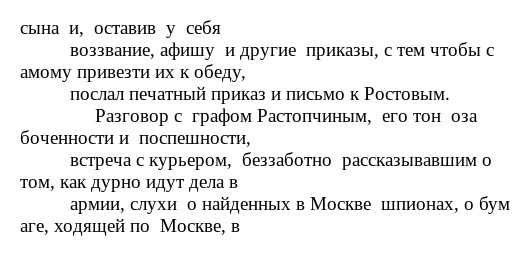 сына и, оставив у себя
воззвание, афишу и другие приказы, с тем чтобы с
амому привезти их к обеду,
послал печатный приказ и письмо к Ростовым.
Разговор с графом Растопчиным, его тон оза
боченности и поспешности,
встреча с курьером, беззаботно рассказывавшим о
том, как дурно идут дела в
армии, слухи о найденных в Москве шпионах, о бум
аге, ходящей по Москве, в